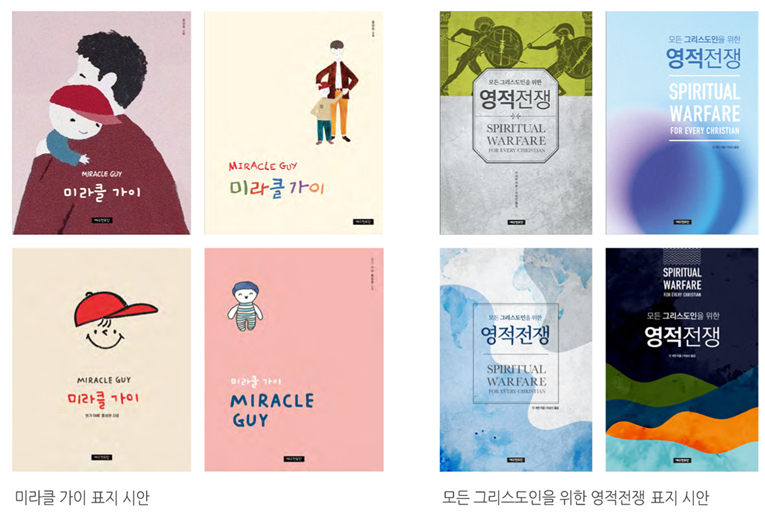 MIRACLE GUY
미라클 가이
MIRACLE GUY
미라클 가이
MIRACLE GUY
미라클 가이
미라클 가이
MIRACLE
GUY
미라클 가이 표지 시안
모든 그리스도인을 위한
영적전쟁
SPIRITUAL
WARFARE
FOR EVERY CHRISTIAN
모든 그리스도인을 위한
영적전쟁
SPIRITUAL
WARFARE
FOR EVERY CHRISTIAN
모든 그리스도인을 위한
영적전쟁
SPIRITUAL
WARFARE
FOR EVERY CHRISTIAN
SPIRITUAL
WARFARE
FOR EVERY CHRISTIAN
모든 그리스도인을 위한
영적전쟁
모든 그리스도인을 위한 영적전쟁 표지 시안